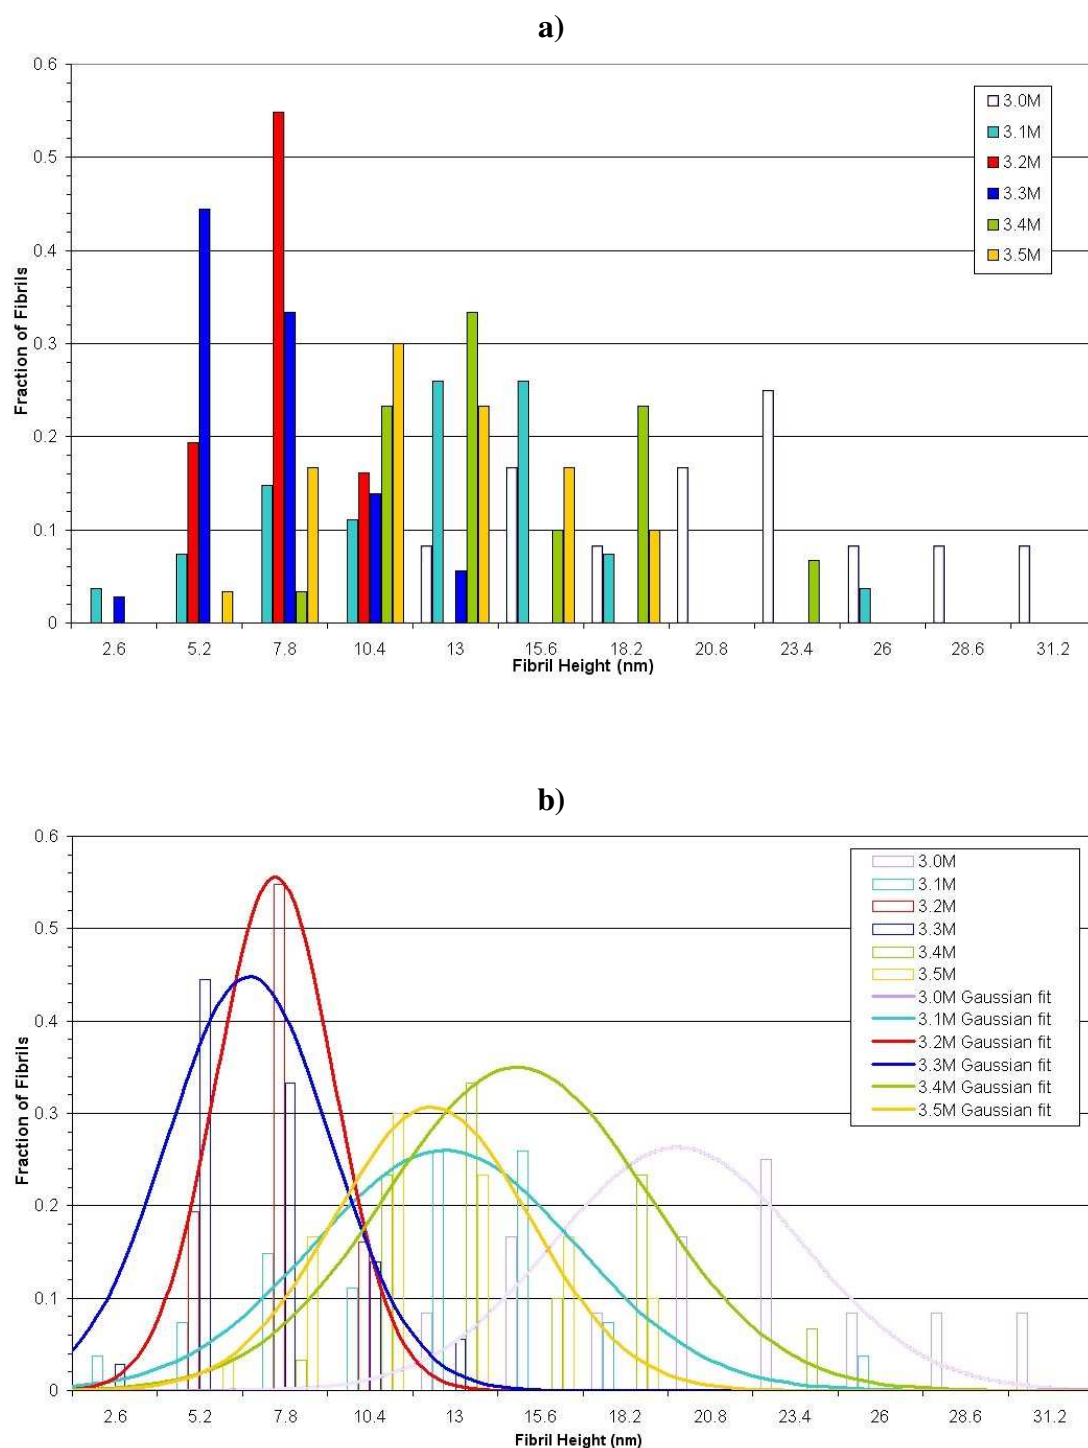 a)
0.6
0.5
0.4
0.3
0.2
0.1
0
Fraction of Fibrils
3.0M
3.1M
3.2M
3.3M
3.4M
3.5M
2.6 5.2 7.8 10.4 13 15.6 18.2 20.8 23.4 26 28.6 31.2
Fibril Height (nm)
b)
0.6
0.5
0.4
0.3
0.2
0.1
0
Fraction of Fibrils
3.0M
3.1M
3.2M
3.3M
3.4M
3.5M
3.0M Gaussian fit
3.1M Gaussian fit
3.2M Gaussian fit
3.3M Gaussian fit
3.4M Gaussian fit
3.5M Gaussian fit
2.6 5.2 7.8 10.4 13 15.6 18.2 20.8 23.4 26 28.6 31.2
Fibril Height (nm)